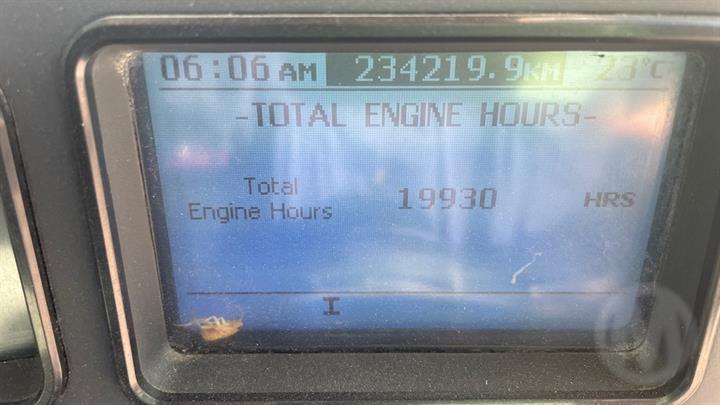 06:06 AM 234219.9KM 23°C
-TOTAL ENGINE HOURS-
Total
Engine Hours 19930 HRS
I